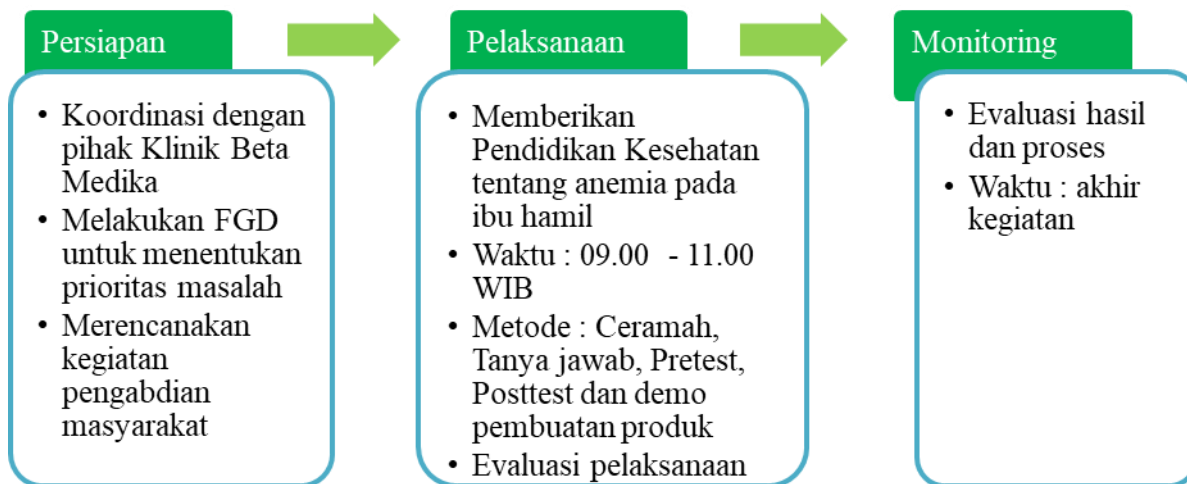 Persiapan
• Koordinasi dengan
pihak Klinik Beta
Medika
• Melakukan FGD
untuk menentukan
prioritas masalah
• Merencanakan
kegiatan
pengabdian
masyarakat
Pelaksanaan
• Memberikan
Pendidikan Kesehatan
tentang anemia pada
ibu hamil
• Waktu : 09.00 - 11.00
WIB
• Metode : Ceramah,
Tanya jawab, Pretest,
Posttest dan demo
pembuatan produk
• Evaluasi pelaksanaan
Monitoring
• Evaluasi hasil
dan proses
• Waktu : akhir
kegiatan